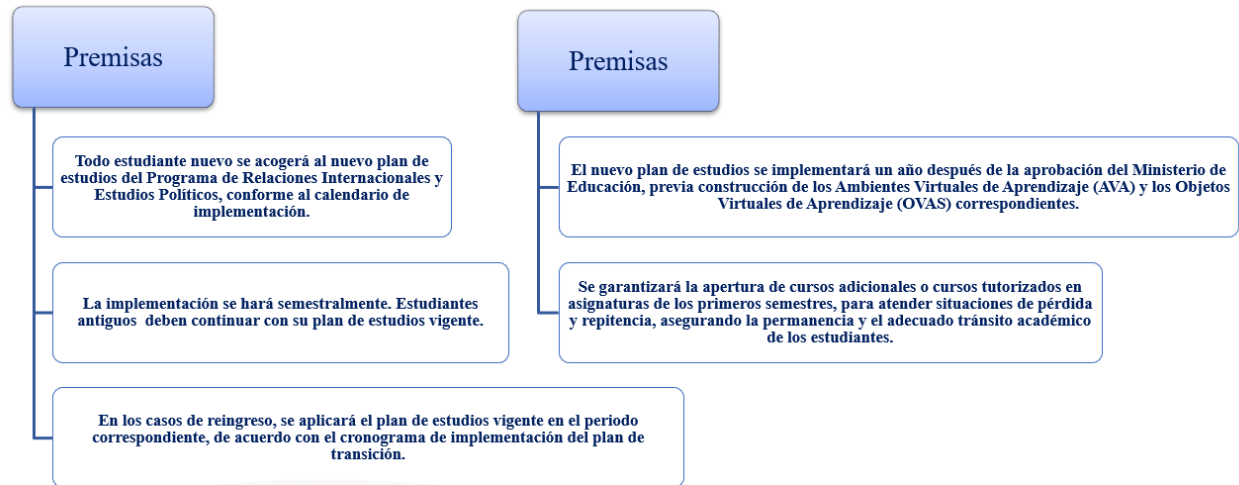 Premisas
Todo estudiante nuevo se acogerá al nuevo plan de
estudios del Programa de Relaciones Internacionales y
Estudios Políticos, conforme al calendario de
implementación.
La implementación se hará semestralmente. Estudiantes
antiguos deben continuar con su plan de estudios vigente.
En los casos de reingreso, se aplicará el plan de estudios vigente en el periodo
correspondiente, de acuerdo con el cronograma de implementación del plan de
transición.
Premisas
El nuevo plan de estudios se implementará un año después de la aprobación del Ministerio de
Educación, previa construcción de los Ambientes Virtuales de Aprendizaje (AVA) y los Objetos
Virtuales de Aprendizaje (OVAS) correspondientes.
Se garantizará la apertura de cursos adicionales o cursos tutorizados en
asignaturas de los primeros semestres, para atender situaciones de pérdida
y repitencia, asegurando la permanencia y el adecuado tránsito académico
de los estudiantes.